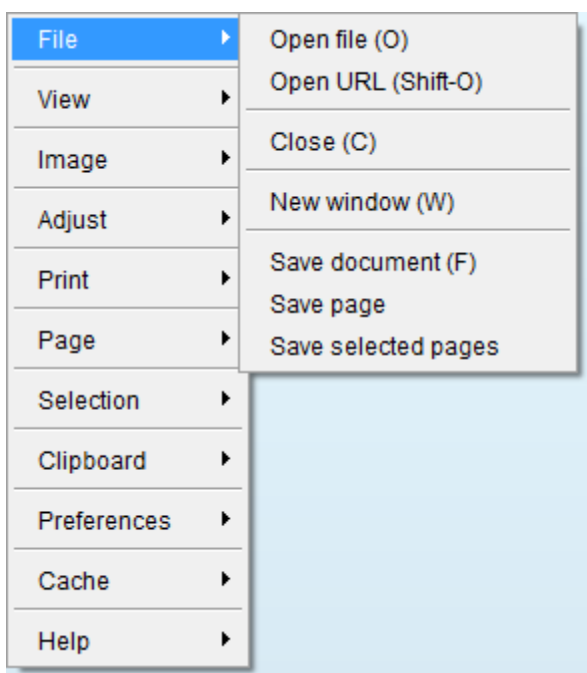 File
View
Image
Adjust
Print
Page
Selection
Clipboard
Preferences
Cache
Help
Open file (O)
Open URL (Shift-O)
Close (C)
New window (W)
Save document (F)
Save page
Save selected pages